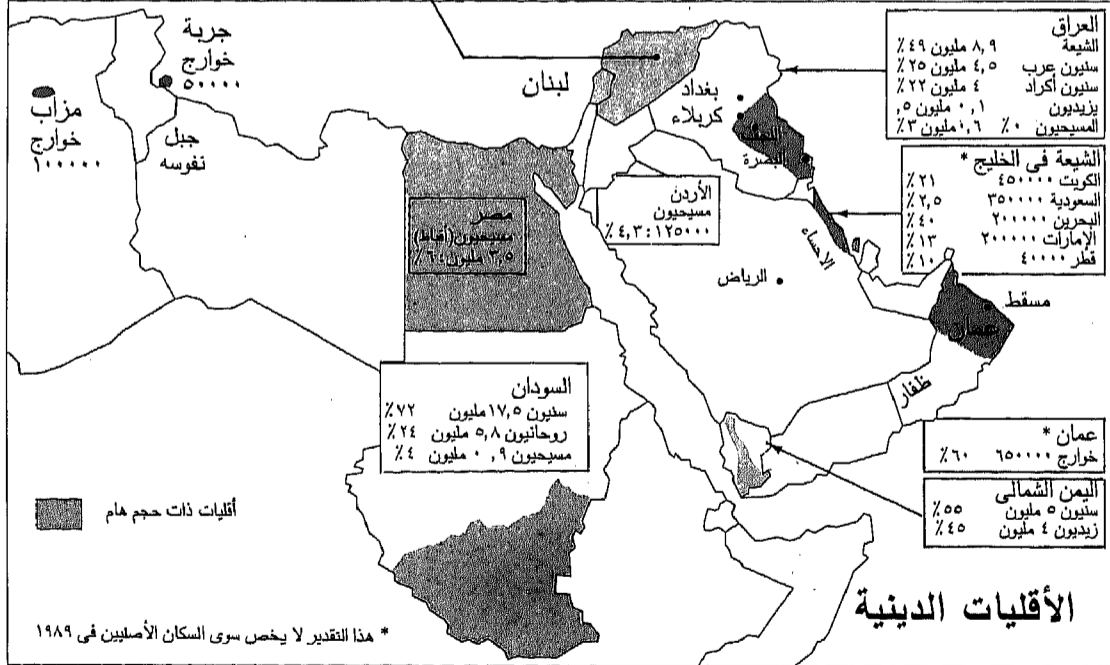 العراق
الشيعة ٨,٩ مليون ٤٩٪
سنيون عرب ٤,٥ مليون ٢٥٪
سنيون أكراد ٤ مليون ٢٢٪
يزيديون ٠,١ مليون ٥,
المسيحيون ٠٪ ٠,٦ مليون ٣٪
جربة
خوارج
٥٠٠٠٠
مزاب
خوارج
١٠٠٠٠٠
جبل
نفوسه
لبنان
بغداد
كربلاء
البصرة
الشيعة فى الخليج *
الكويت ٤٥٠٠٠٠ ٢١٪
السعودية ٣٥٠٠٠٠ ٢,٥٪
البحرين ٢٠٠٠٠٠ ٤٠٪
الإمارات ٢٠٠٠٠٠ ١٣٪
قطر ٤٠٠٠٠ ١٠٪
الأردن
مسيحيون
١٢٥٠٠٠ : ٤,٣٪
مصر
مسيحيون (أقباط)
٣,٥ مليون : ٦٪
الاحساء
الرياض
مسقط
عمان
ظفار
السودان
سنيون ١٧,٥ مليون ٧٢٪
روحانيون ٥,٨ مليون ٢٤٪
مسيحيون ٠,٩ مليون ٤٪
عمان *
خوارج ٦٥٠٠٠٠ ٦٠٪
اليمن الشمالى
سنيون ٥ مليون ٥٥٪
زيديون ٤ مليون ٤٥٪
أقليات ذات حجم هام
الأقليات الدينية
* هذا التقدير لا يخص سوى السكان الأصليين فى ١٩٨٩